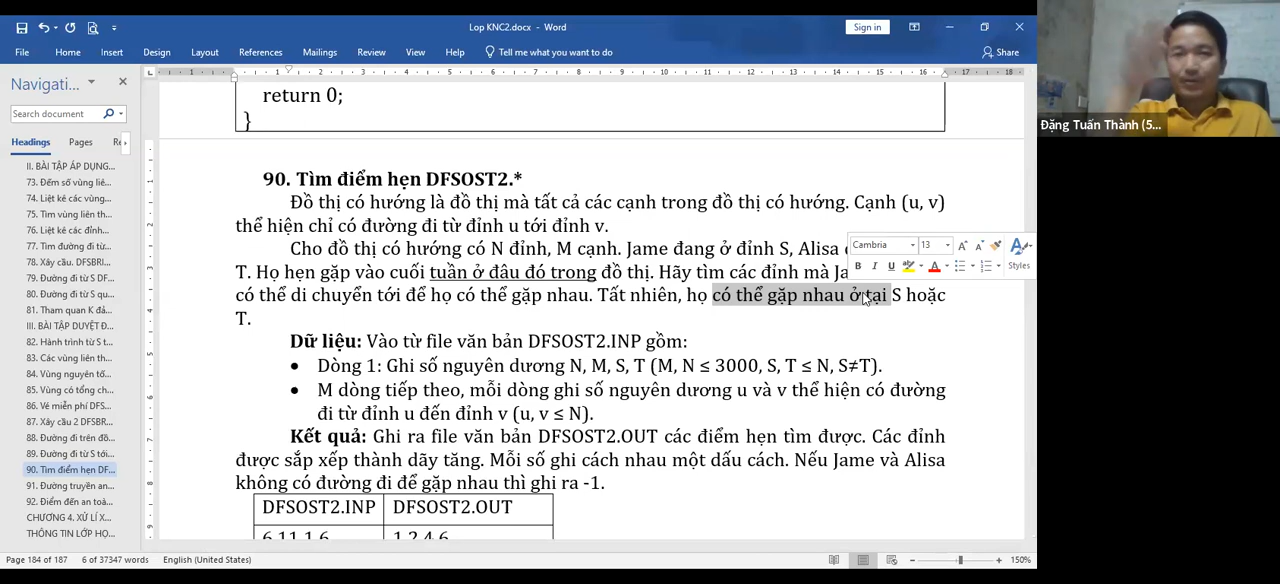 Lop KNC2.docx - Word
Sign in
File Home Insert Design Layout References Mailings Review View Help Tell me what you want to do Share
Navigati...
Search document
Headings Pages Re
II. BÀI TẬP ÁP DỤNG...
73. Đếm số vùng liê...
74. Liệt kê các vùng...
75. Tìm vùng liên th...
76. Liệt kê các đỉnh...
77. Tìm đường đi từ...
78. Xây cầu. DFSBRI...
79. Đường đi từ S đ...
80. Đường đi từ S qu...
81. Tham quan K đả...
III. BÀI TẬP DUYỆT Đ...
82. Hành trình từ S t...
83. Các vùng liên th...
84. Vùng nguyên tố...
85. Vùng có tổng ch...
86. Vé miễn phí DFS...
87. Xây cầu 2 DFSBR...
88. Đường đi trên đồ...
89. Đường đi từ S tới...
90. Tìm điểm hẹn DF...
91. Đường truyền an...
92. Điểm đến an toà...
CHƯƠNG 4. XỬ LÍ X...
THÔNG TIN LỚP HỌ...
return 0;
}
90. Tìm điểm hẹn DFSOST2.*
Đồ thị có hướng là đồ thị mà tất cả các cạnh trong đồ thị có hướng. Cạnh (u, v)
thể hiện chỉ có đường đi từ đỉnh u tới đỉnh v.
Cho đồ thị có hướng có N đỉnh, M cạnh. Jame đang ở đỉnh S, Alisa
T. Họ hẹn gặp vào cuối tuần ở đâu đó trong đồ thị. Hãy tìm các đỉnh mà
có thể di chuyển tới để họ có thể gặp nhau. Tất nhiên, họ có thể gặp nhau ở tại S hoặc
T.
Dữ liệu: Vào từ file văn bản DFSOST2.INP gồm:
• Dòng 1: Ghi số nguyên dương N, M, S, T (M, N ≤ 3000, S, T ≤ N, S≠T).
• M dòng tiếp theo, mỗi dòng ghi số nguyên dương u và v thể hiện có đường
đi từ đỉnh u đến đỉnh v (u, v ≤ N).
Kết quả: Ghi ra file văn bản DFSOST2.OUT các điểm hẹn tìm được. Các đỉnh
được sắp xếp thành dãy tăng. Mỗi số ghi cách nhau một dấu cách. Nếu Jame và Alisa
không có đường đi để gặp nhau thì ghi ra -1.
DFSOST2.INP DFSOST2.OUT
6 11 1 6 1 2 4 6
Cambria 13
B I U Styles
Đặng Tuấn Thành (5...
Page 184 of 187 6 of 37347 words English (United States) 150%